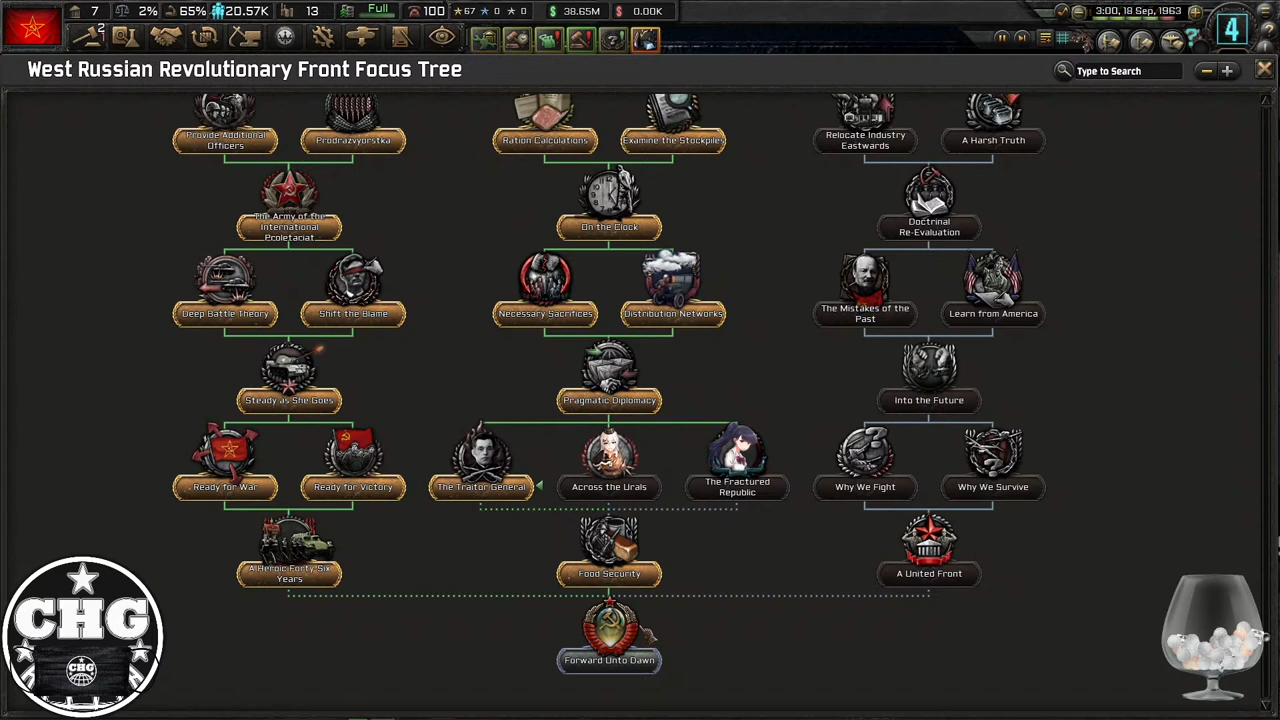 7
2%
65%
20.57K
13
Full
100
67
0
0
38.65M
0.00K
3:00, 18 Sep, 1963
2
4
West Russian Revolutionary Front Focus Tree
Type to Search
Provide Additional
Officers
Prodrazvyorstka
Ration Calculations
Examine the Stockpiles
Relocate Industry
Eastwards
A Harsh Truth
The Army of the
International
Proletariat
On the Clock
Doctrinal
Re-Evaluation
Deep Battle Theory
Shift the Blame
Necessary Sacrifices
Distribution Networks
The Mistakes of the
Past
Learn from America
Steady as She Goes
Pragmatic Diplomacy
Into the Future
Ready for War
Ready for Victory
The Traitor General
Across the Urals
The Fractured
Republic
Why We Fight
Why We Survive
A Heroic Forty-Six
Years
Food Security
A United Front
Forward Unto Dawn
CHG
CHG